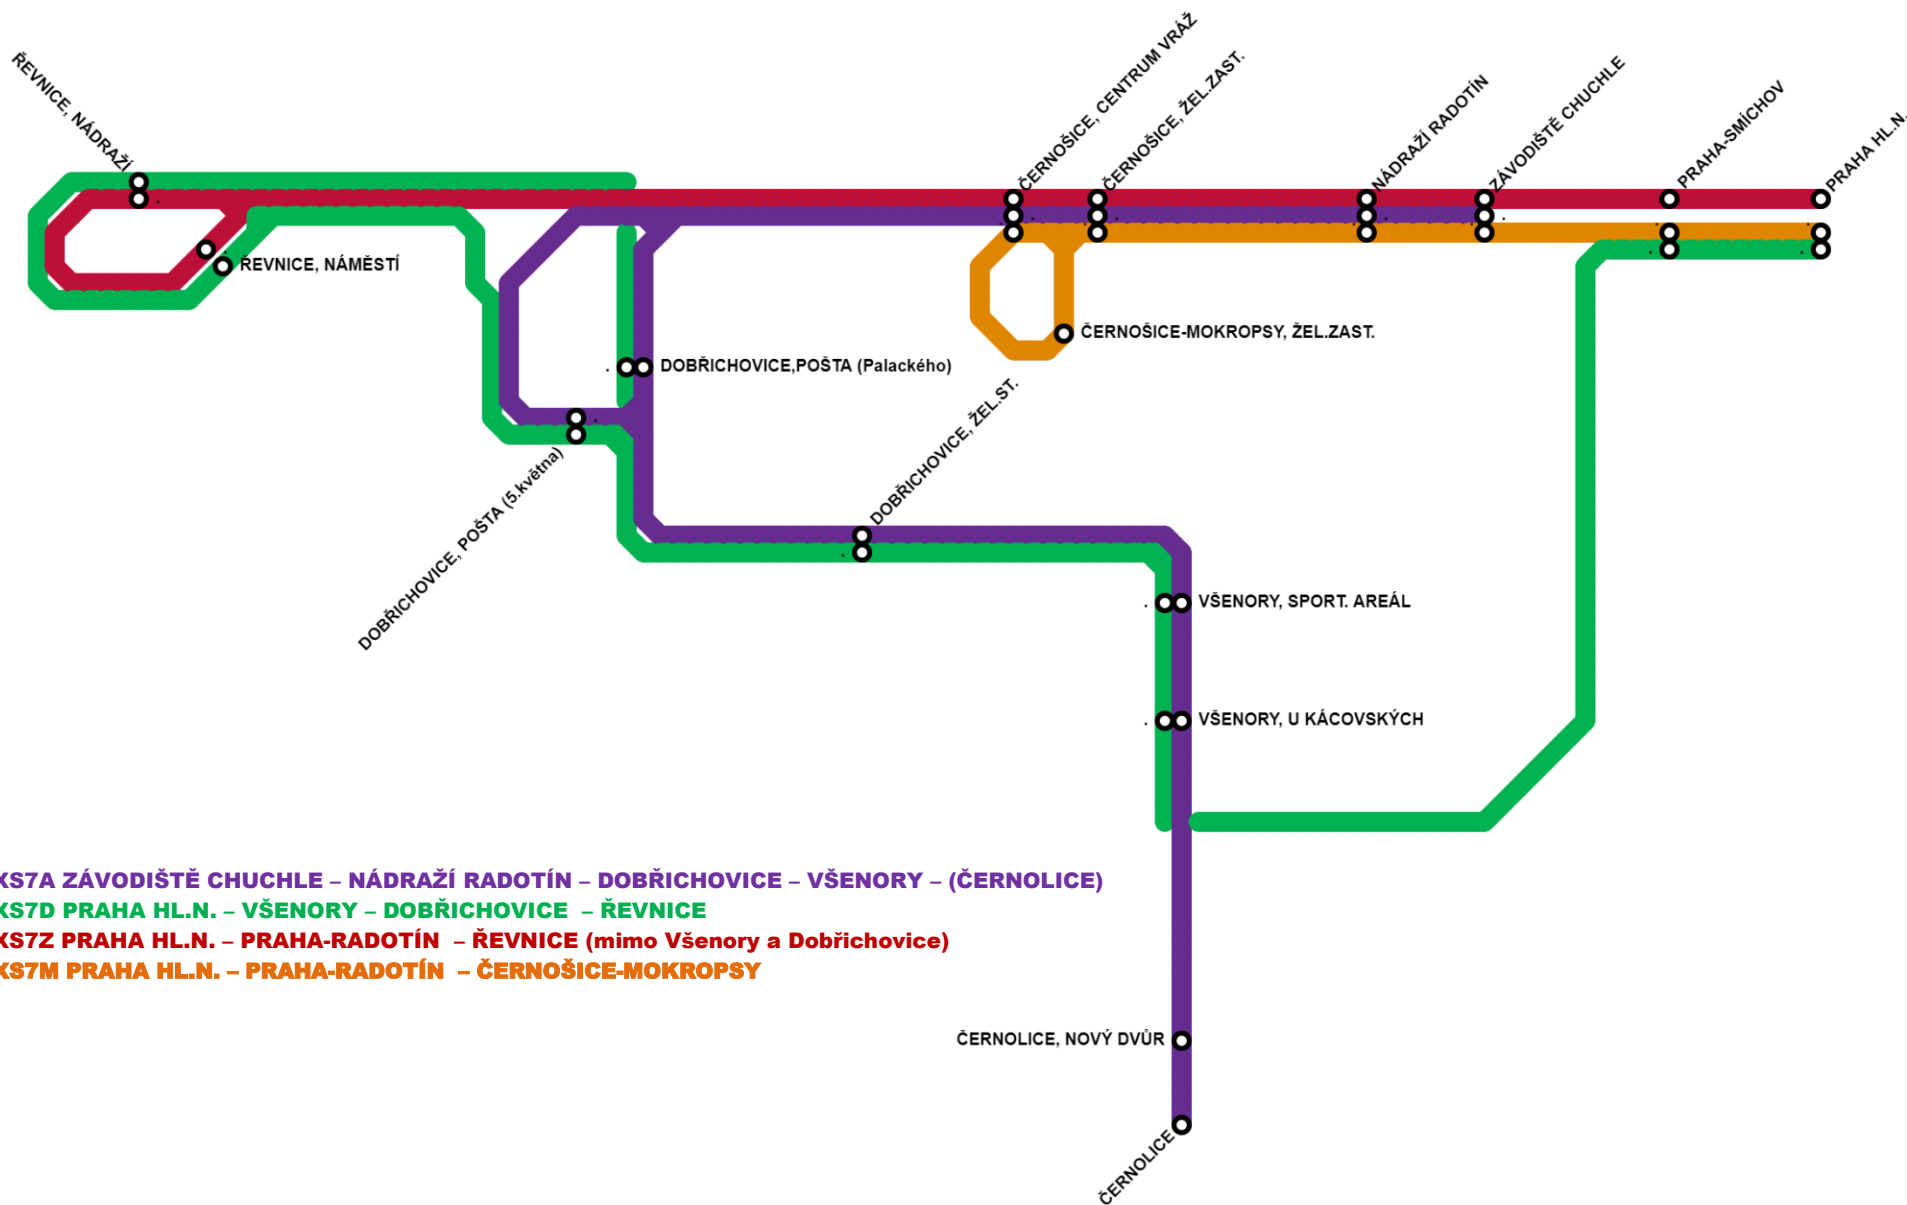 ŘEVNICE, NÁDRAŽÍ
ČERNOŠICE, CENTRUM VRÁŽ
ČERNOŠICE, ŽEL.ZAST.
NÁDRAŽÍ RADOTÍN
ZÁVODIŠTĚ CHUCHLE
PRAHA-SMÍCHOV
PRAHA HL.N.
ŘEVNICE, NÁMĚSTÍ
ČERNOŠICE-MOKROPSY, ŽEL.ZAST.
DOBŘICHOVICE,POŠTA (Palackého)
DOBŘICHOVICE, POŠTA (5.května)
DOBŘICHOVICE, ŽEL.ST.
VŠENORY, SPORT. AREÁL
VŠENORY, U KÁCOVSKÝCH
XS7A ZÁVODIŠTĚ CHUCHLE – NÁDRAŽÍ RADOTÍN – DOBŘICHOVICE – VŠENORY – (ČERNOLICE)
XS7D PRAHA HL.N. – VŠENORY – DOBŘICHOVICE – ŘEVNICE
XS7Z PRAHA HL.N. – PRAHA-RADOTÍN – ŘEVNICE (mimo Všenory a Dobřichovice)
XS7M PRAHA HL.N. – PRAHA-RADOTÍN – ČERNOŠICE-MOKROPSY
ČERNOLICE, NOVÝ DVŮR
ČERNOLICE